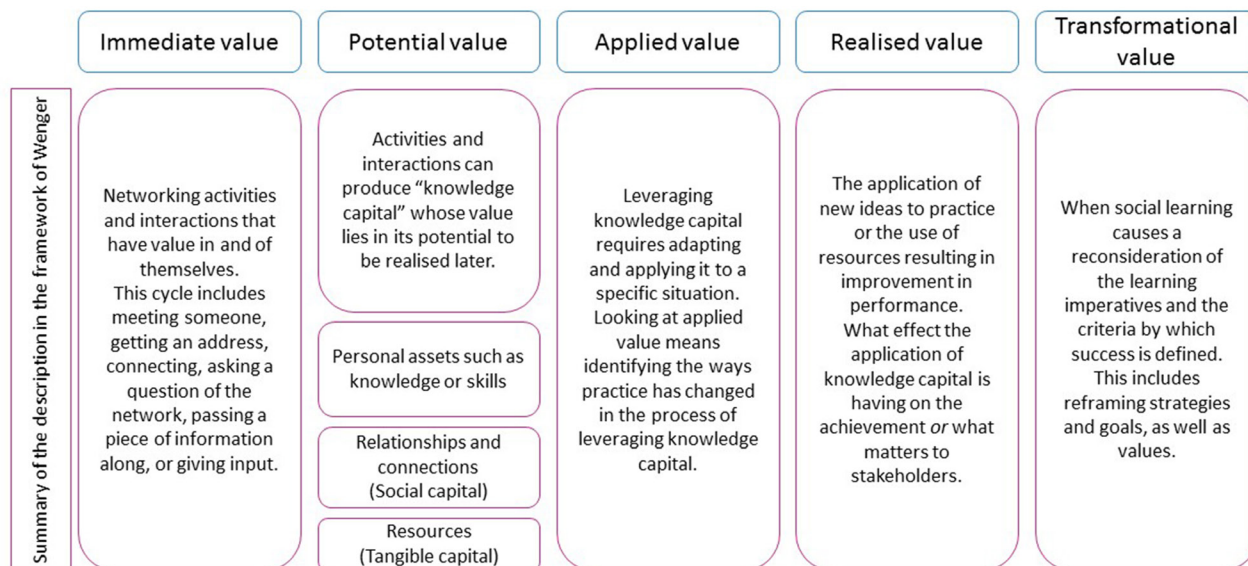 Immediate value
Potential value
Applied value
Realised value
Transformational
value
Summary of the description in the framework of Wenger
Networking activities
and interactions that
have value in and of
themselves.
This cycle includes
meeting someone,
getting an address,
connecting, asking a
question of the
network, passing a
piece of information
along, or giving input.
Activities and
interactions can
produce “knowledge
capital” whose value
lies in its potential to
be realised later.
Personal assets such as
knowledge or skills
Relationships and
connections
(Social capital)
Resources
(Tangible capital)
Leveraging
knowledge capital
requires adapting
and applying it to a
specific situation.
Looking at applied
value means
identifying the ways
practice has changed
in the process of
leveraging knowledge
capital.
The application of
new ideas to practice
or the use of
resources resulting in
improvement in
performance.
What effect the
application of
knowledge capital is
having on the
achievement or what
matters to
stakeholders.
When social learning
causes a
reconsideration of
the learning
imperatives and the
criteria by which
success is defined.
This includes
reframing strategies
and goals, as well as
values.